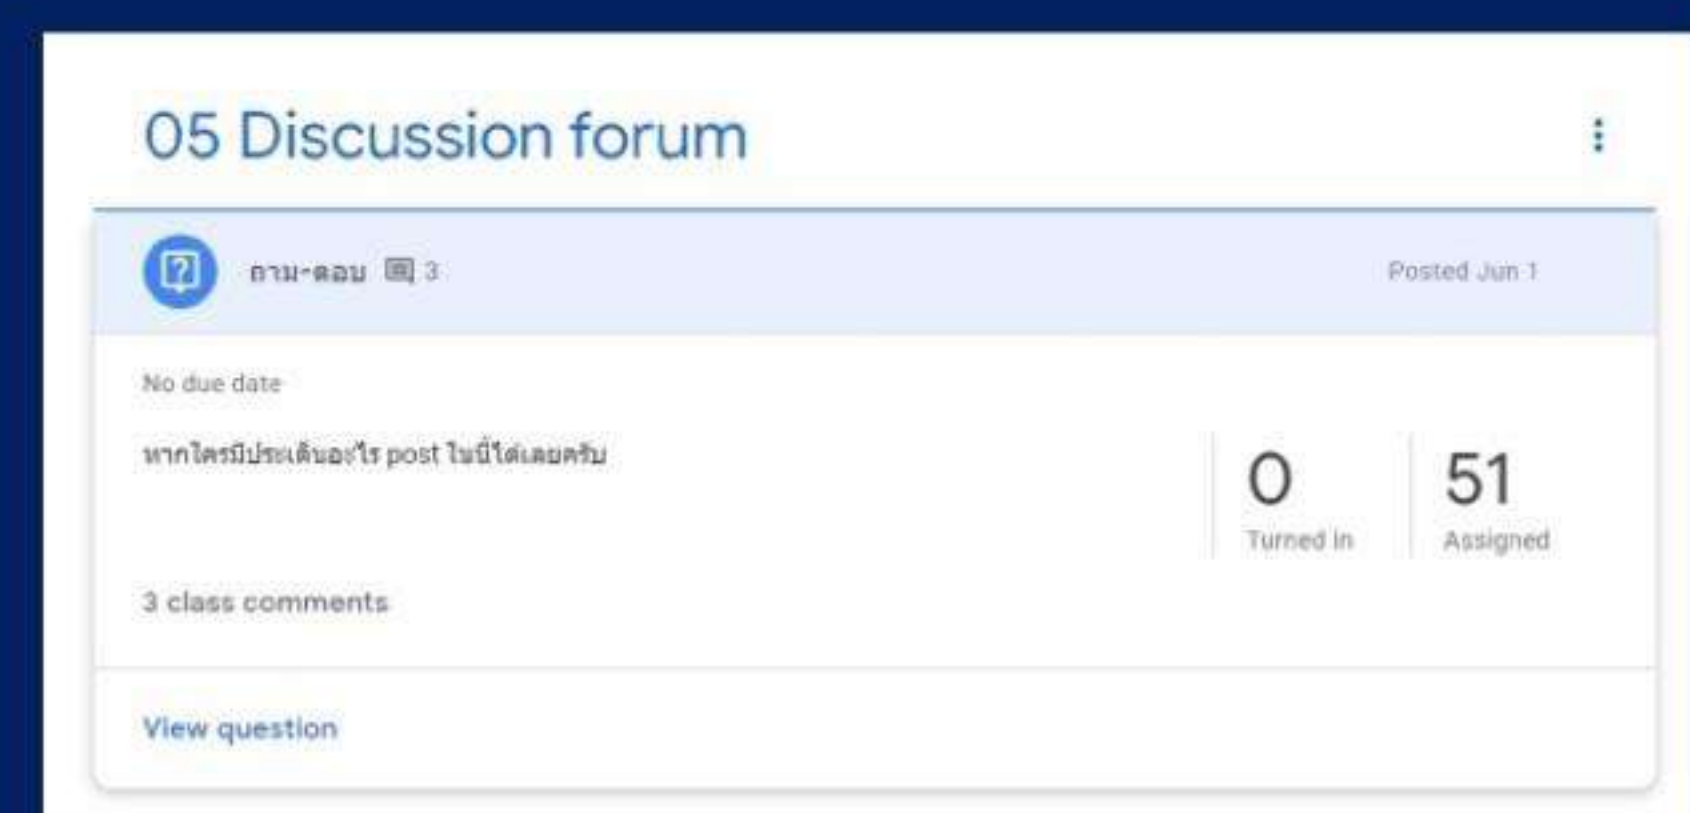 05 Discussion forum
ถาม-ตอบ 3
Posted Jun 1
No due date
หากใครมีประเด็นอะไร post ในนี้ได้เลยครับ
0
Turned in
51
Assigned
3 class comments
View question